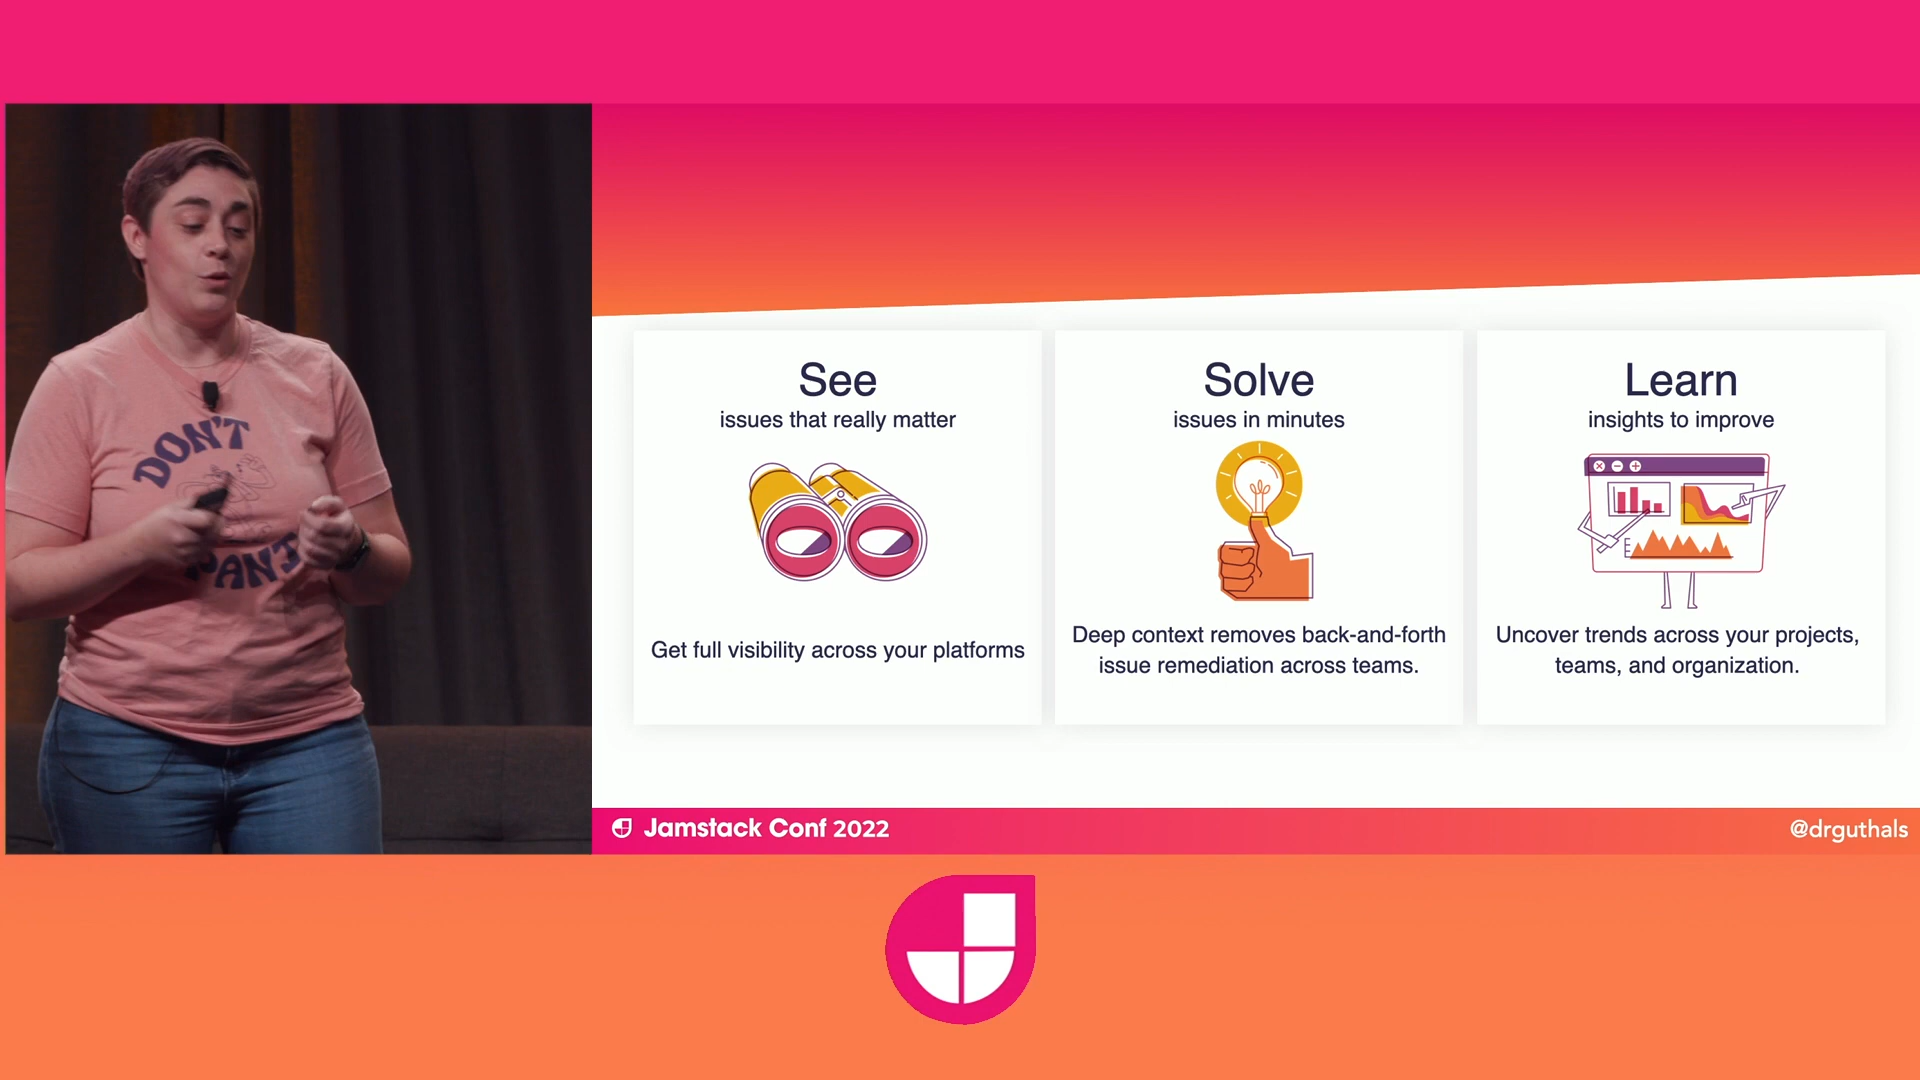 DON'T
PANIC
See
issues that really matter
Get full visibility across your platforms
Solve
issues in minutes
Deep context removes back-and-forth
issue remediation across teams.
Learn
insights to improve
Uncover trends across your projects,
teams, and organization.
Jamstack Conf 2022
@drguthals